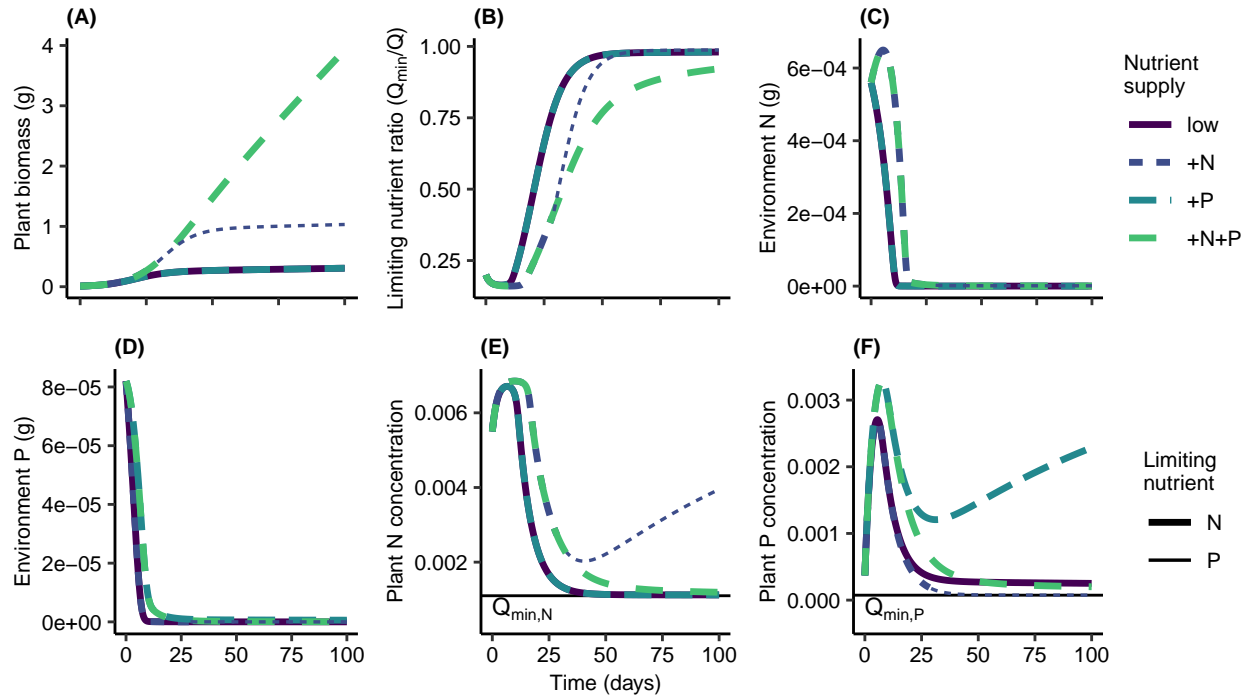 (A)
Plant biomass (g)
4
3
2
1
0
(B)
Limiting nutrient ratio (Qmin/Q)
1.00
0.75
0.50
0.25
(C)
Environment N (g)
6e−04
4e−04
2e−04
0e+00
Nutrient
supply
low
+N
+P
+N+P
(D)
Environment P (g)
8e−05
6e−05
4e−05
2e−05
0e+00
0 25 50 75 100
(E)
Plant N concentration
0.006
0.004
0.002
Qmin,N
0 25 50 75 100
Time (days)
(F)
Plant P concentration
0.003
0.002
0.001
0.000
Qmin,P
0 25 50 75 100
Limiting
nutrient
N
P